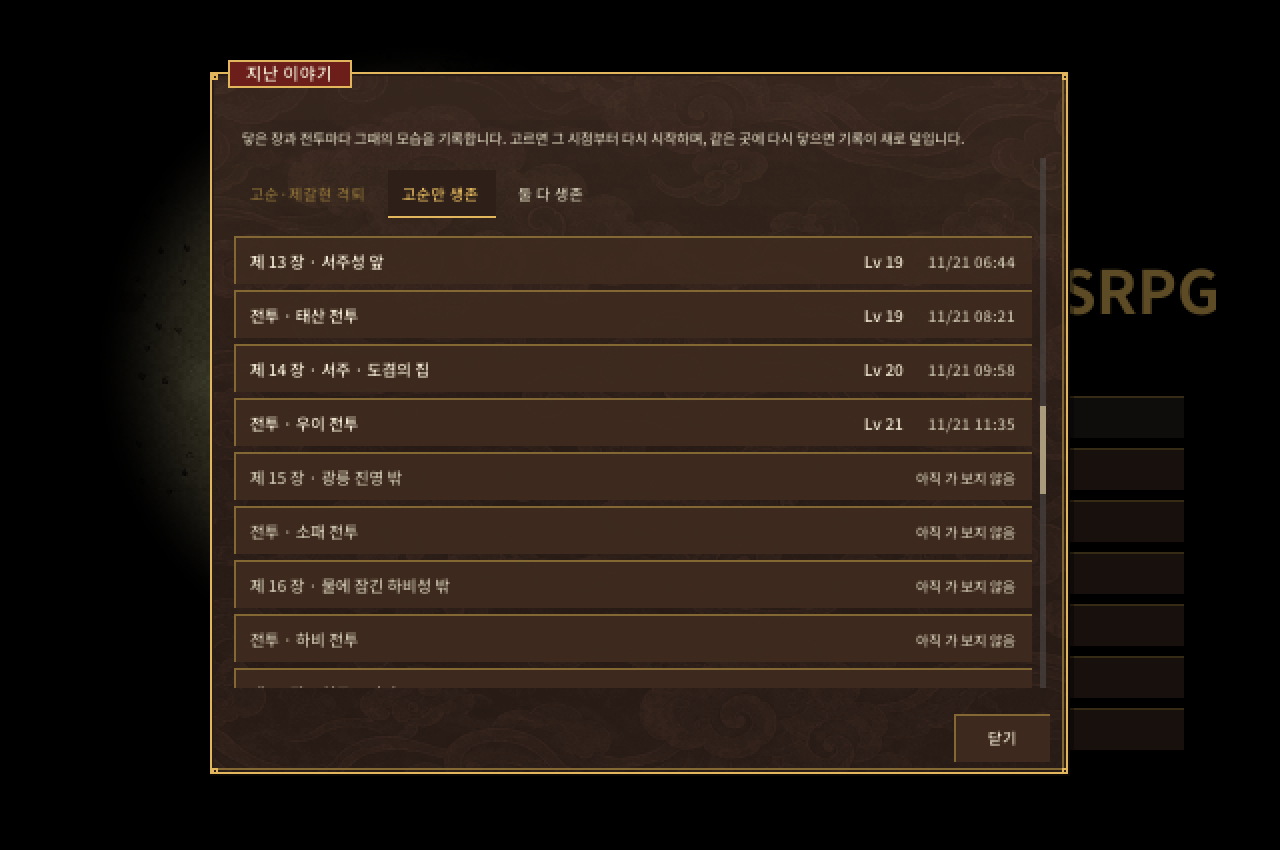 지난 이야기
닿은 장과 전투마다 그때의 모습을 기록합니다. 고르면 그 시점부터 다시 시작하며, 같은 곳에 다시 닿으면 기록이 새로 덮입니다.
고순·제갈현 격퇴 고순만 생존 둘 다 생존
제 13 장 · 서주성 앞 Lv 19 11/21 06:44
SRPG
전투 · 태산 전투 Lv 19 11/21 08:21
제 14 장 · 서주 · 도겸의 집 Lv 20 11/21 09:58
전투 · 우이 전투 Lv 21 11/21 11:35
제 15 장 · 광릉 진영 밖 아직 가 보지 않음
전투 · 소패 전투 아직 가 보지 않음
제 16 장 · 물에 잠긴 하비성 밖 아직 가 보지 않음
전투 · 하비 전투 아직 가 보지 않음
닫기